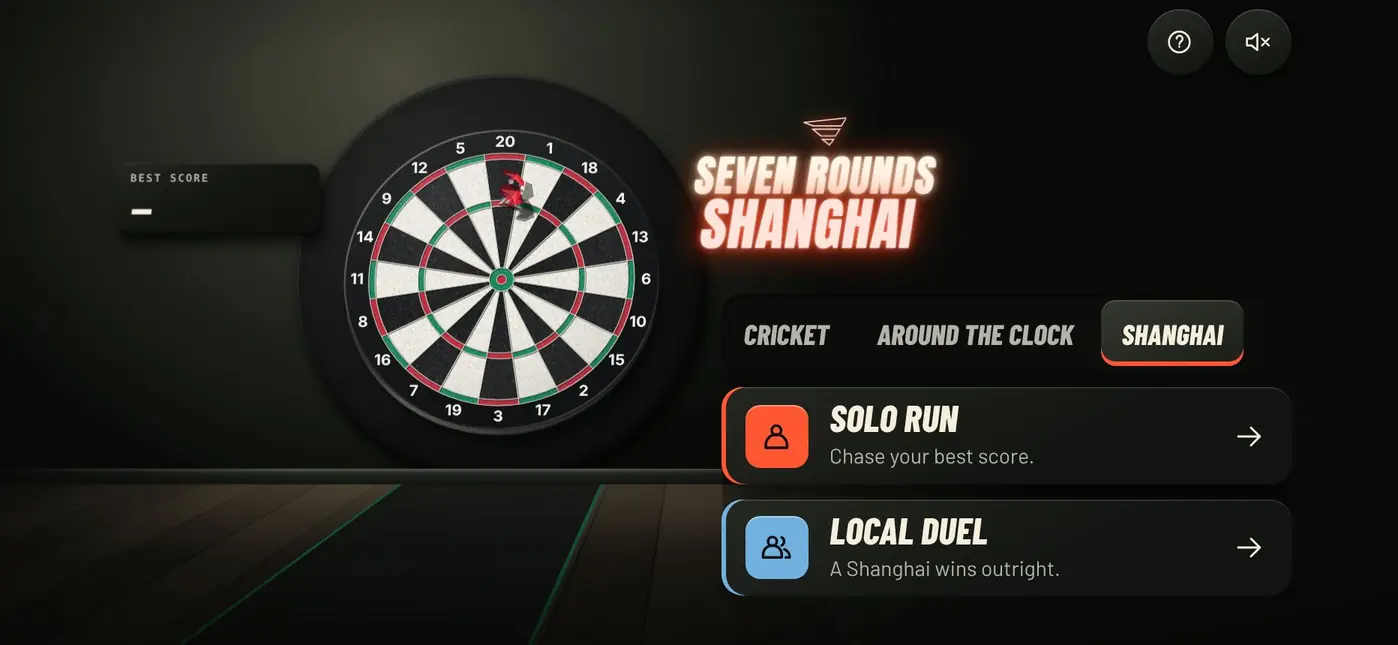 BEST SCORE
–
20
1
18
4
13
6
10
15
2
17
3
19
7
16
8
11
14
9
12
5
SEVEN ROUNDS
SHANGHAI
CRICKET AROUND THE CLOCK SHANGHAI
SOLO RUN
Chase your best score.
LOCAL DUEL
A Shanghai wins outright.